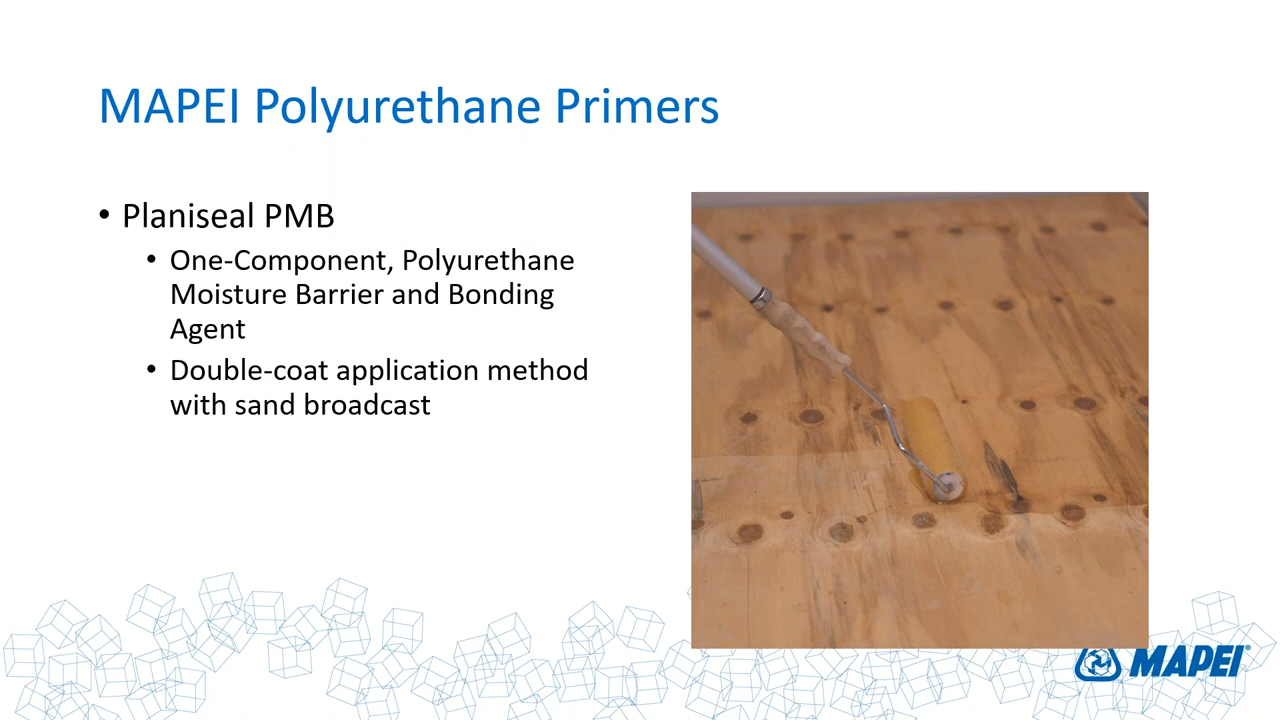 MAPEI Polyurethane Primers
• Planiseal PMB
• One-Component, Polyurethane
Moisture Barrier and Bonding
Agent
• Double-coat application method
with sand broadcast
MAPEI®